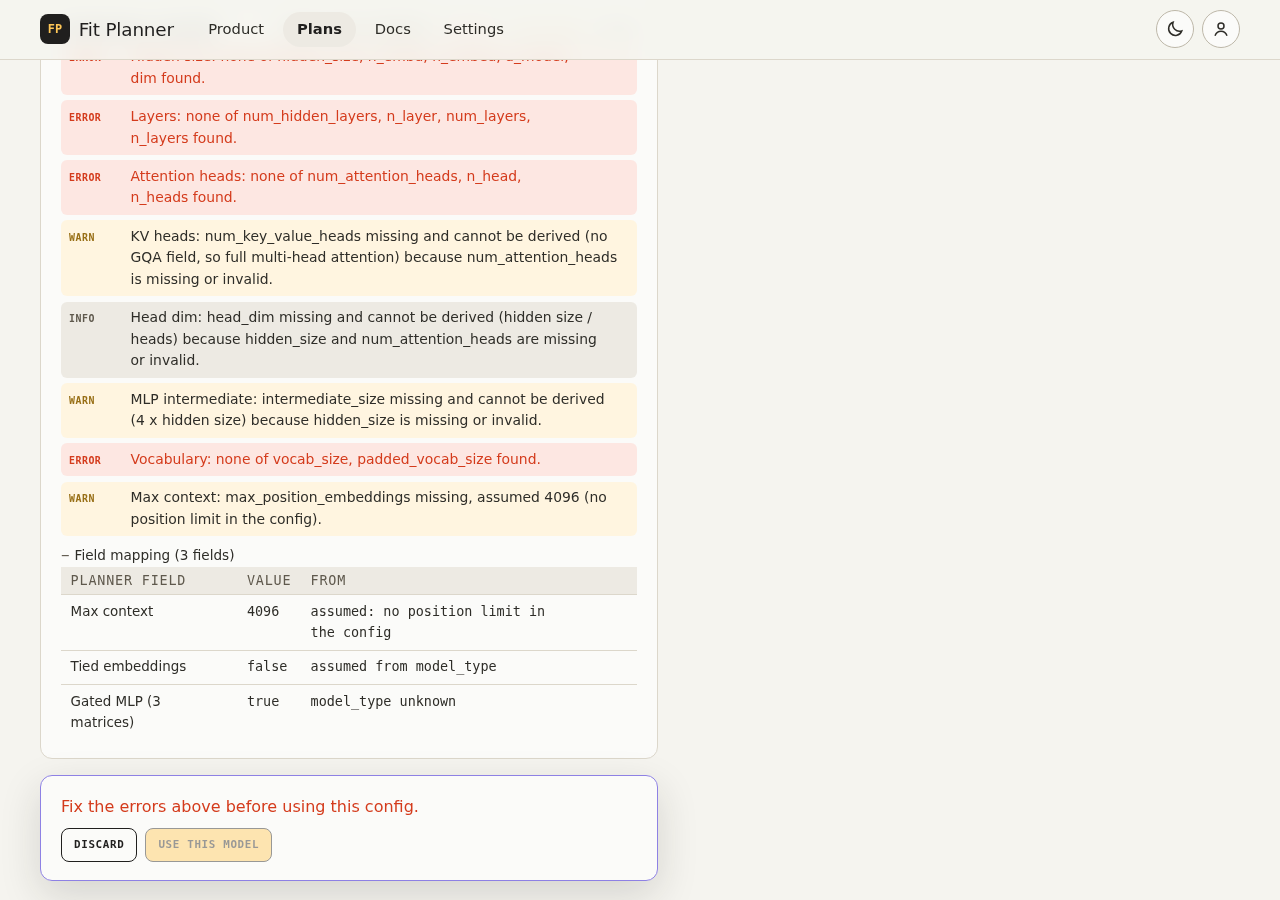 FP
Fit Planner
Product
Plans
Docs
Settings
dim found.
ERROR
Layers: none of num_hidden_layers, n_layer, num_layers,
n_layers found.
ERROR
Attention heads: none of num_attention_heads, n_head,
n_heads found.
WARN
KV heads: num_key_value_heads missing and cannot be derived (no
GQA field, so full multi-head attention) because num_attention_heads
is missing or invalid.
INFO
Head dim: head_dim missing and cannot be derived (hidden size /
heads) because hidden_size and num_attention_heads are missing
or invalid.
WARN
MLP intermediate: intermediate_size missing and cannot be derived
(4 x hidden size) because hidden_size is missing or invalid.
ERROR
Vocabulary: none of vocab_size, padded_vocab_size found.
WARN
Max context: max_position_embeddings missing, assumed 4096 (no
position limit in the config).
– Field mapping (3 fields)
PLANNER FIELD VALUE FROM
Max context 4096 assumed: no position limit in
the config
Tied embeddings false assumed from model_type
Gated MLP (3 true model_type unknown
matrices)
Fix the errors above before using this config.
DISCARD
USE THIS MODEL